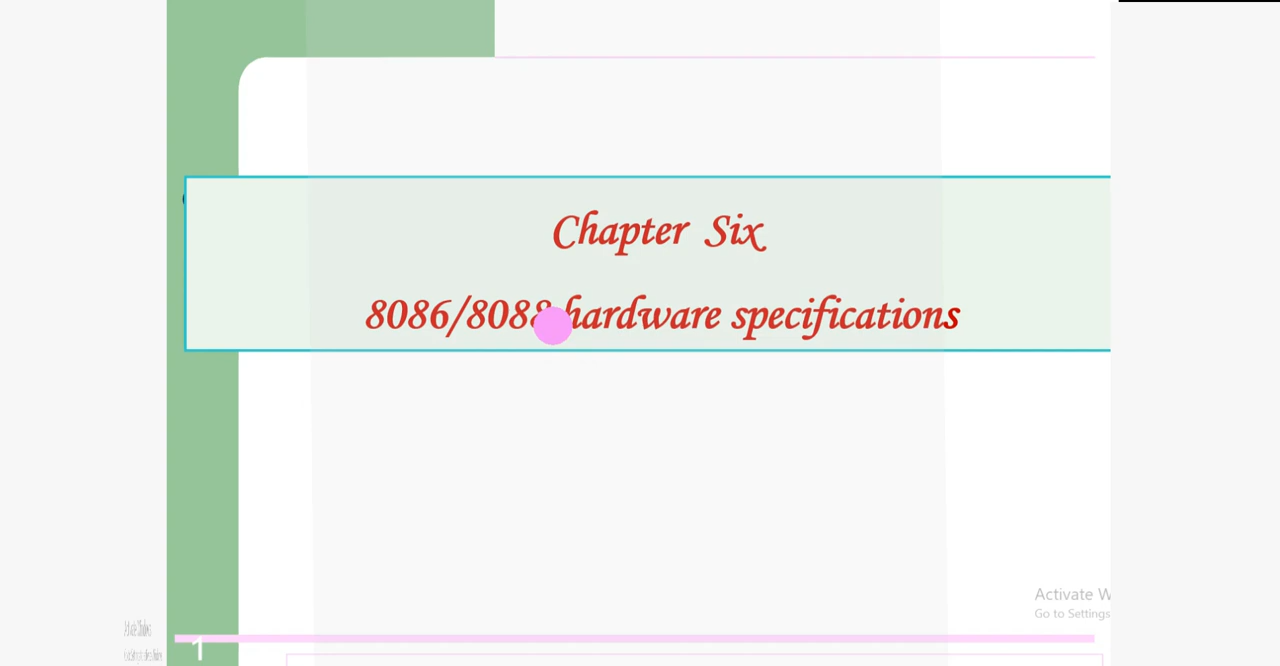 Chapter Six
8086/8088 hardware specifications
Activate W
Go to Settings
1